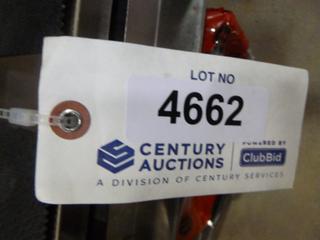 LOT NO
4662
CENTURY
AUCTIONS
POWERED BY
ClubBid
A DIVISION OF CENTURY SERVICES